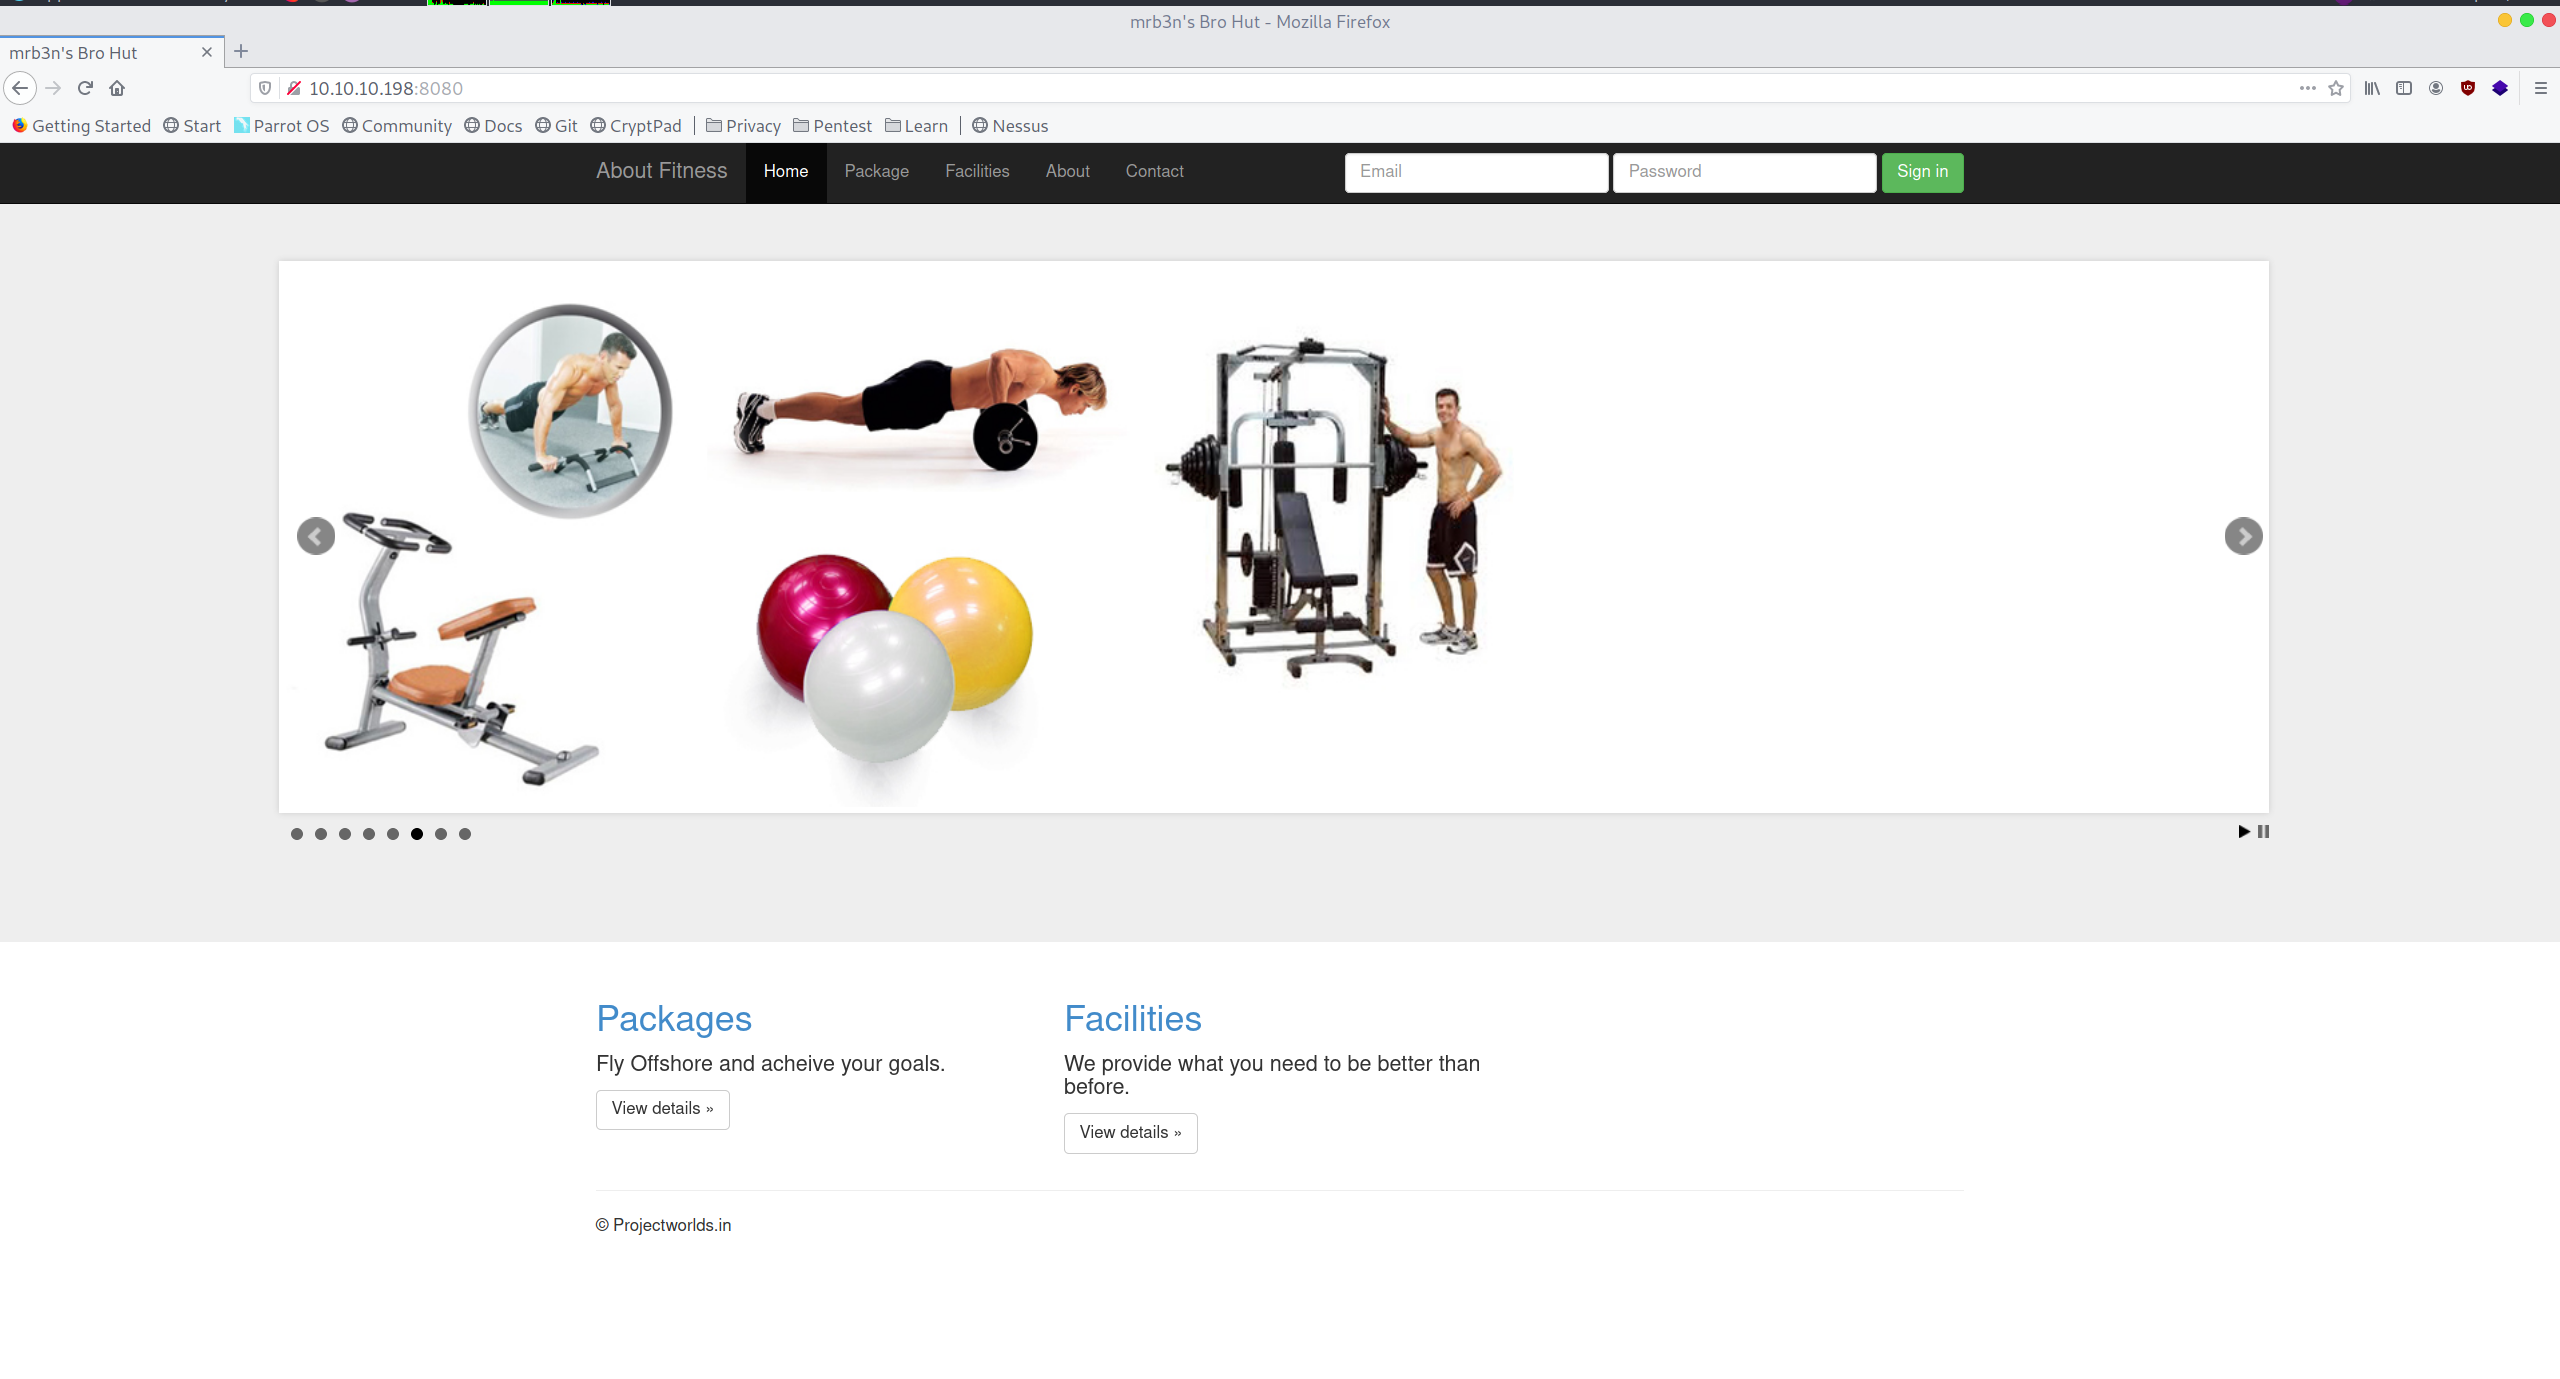 mrb3n's Bro Hut - Mozilla Firefox
mrb3n's Bro Hut
10.10.10.198:8080
Getting Started Start Parrot OS Community Docs Git CryptPad Privacy Pentest Learn Nessus
About Fitness Home Package Facilities About Contact Email Password Sign in
Packages
Fly Offshore and acheive your goals.
View details »
Facilities
We provide what you need to be better than
before.
View details »
© Projectworlds.in